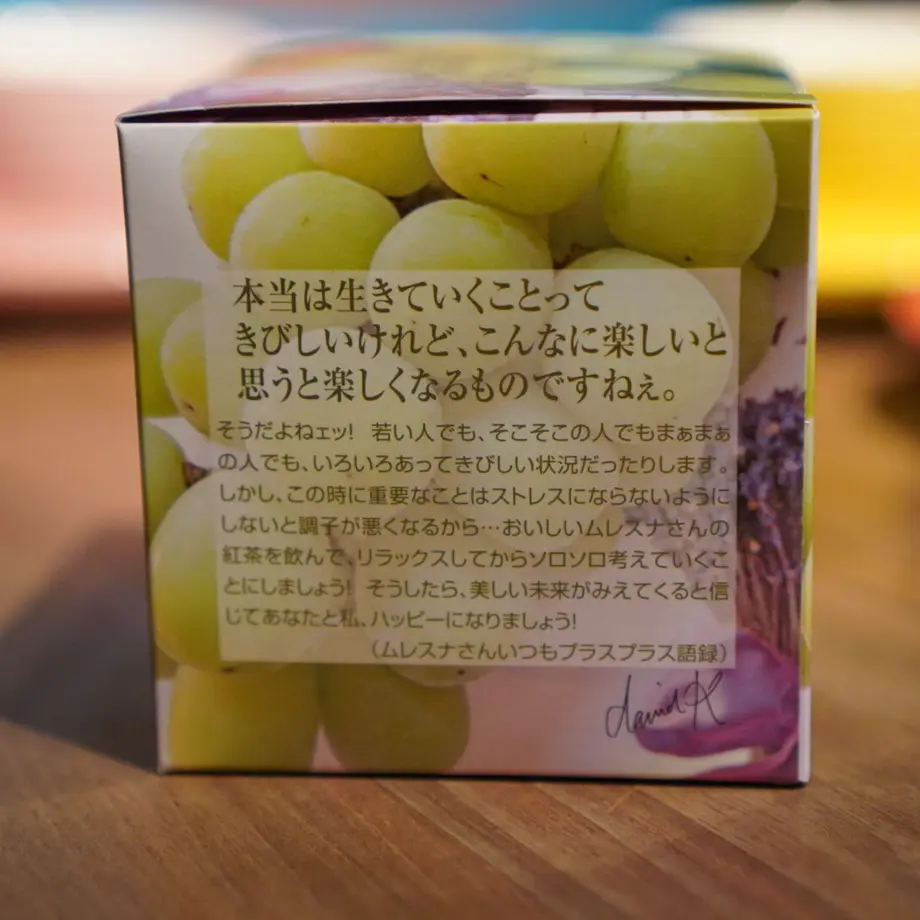 本当は生きていくことって
きびしいけれど、こんなに楽しいと
思うと楽しくなるものですねぇ。
そうだよねェッ! 若い人でも、そこそこの人でもまぁまぁ
の人でも、いろいろあってきびしい状況だったりします。
しかし、この時に重要なことはストレスにならないように
しないと調子が悪くなるから…おいしいムレスナさんの
紅茶を飲んで、リラックスしてからソロソロ考えていくこ
とにしましょう! そうしたら、美しい未来がみえてくると信
じてあなたと私、ハッピーになりましょう!
(ムレスナさんいつもプラスプラス語録)
david K